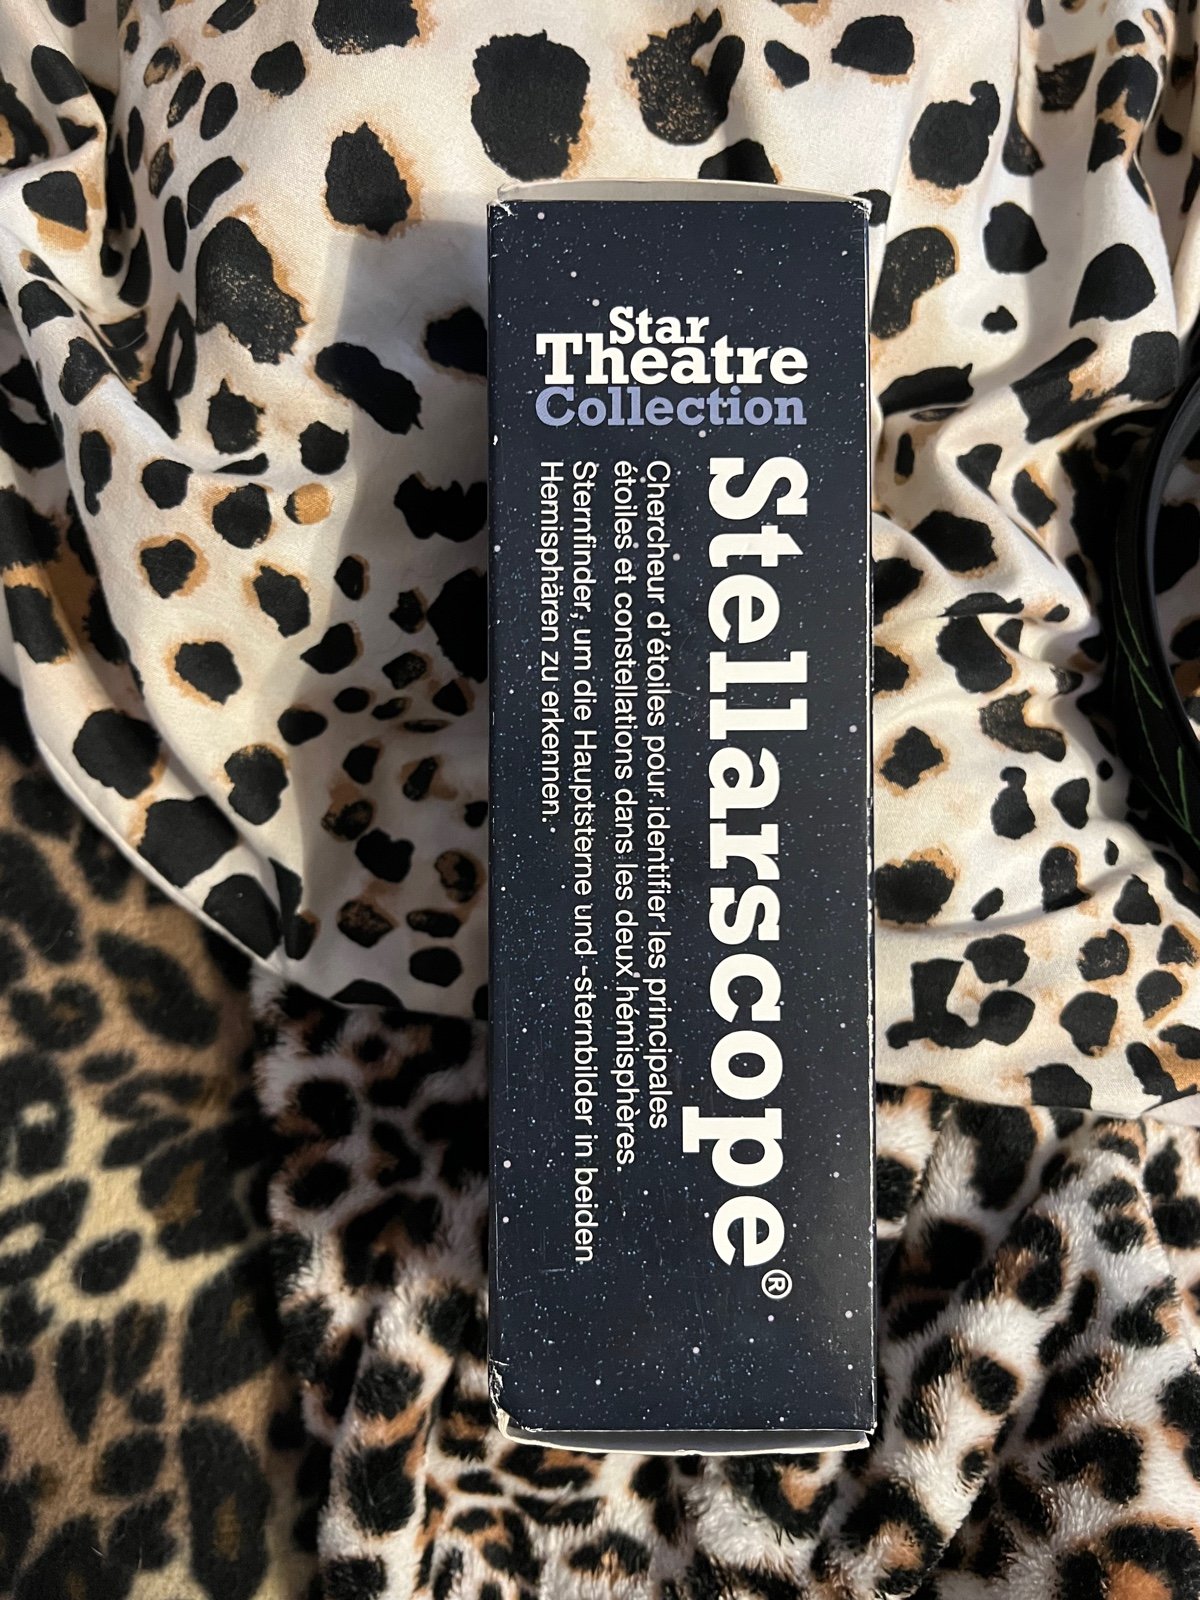 Star
Theatre
Collection
Stellarscope®
Chercheur d'étoiles pour identifier les principales
étoiles et constellations dans les deux hémisphères.
Sternfinder, um die Hauptsterne und -sternbilder in beiden
Hemisphären zu erkennen.